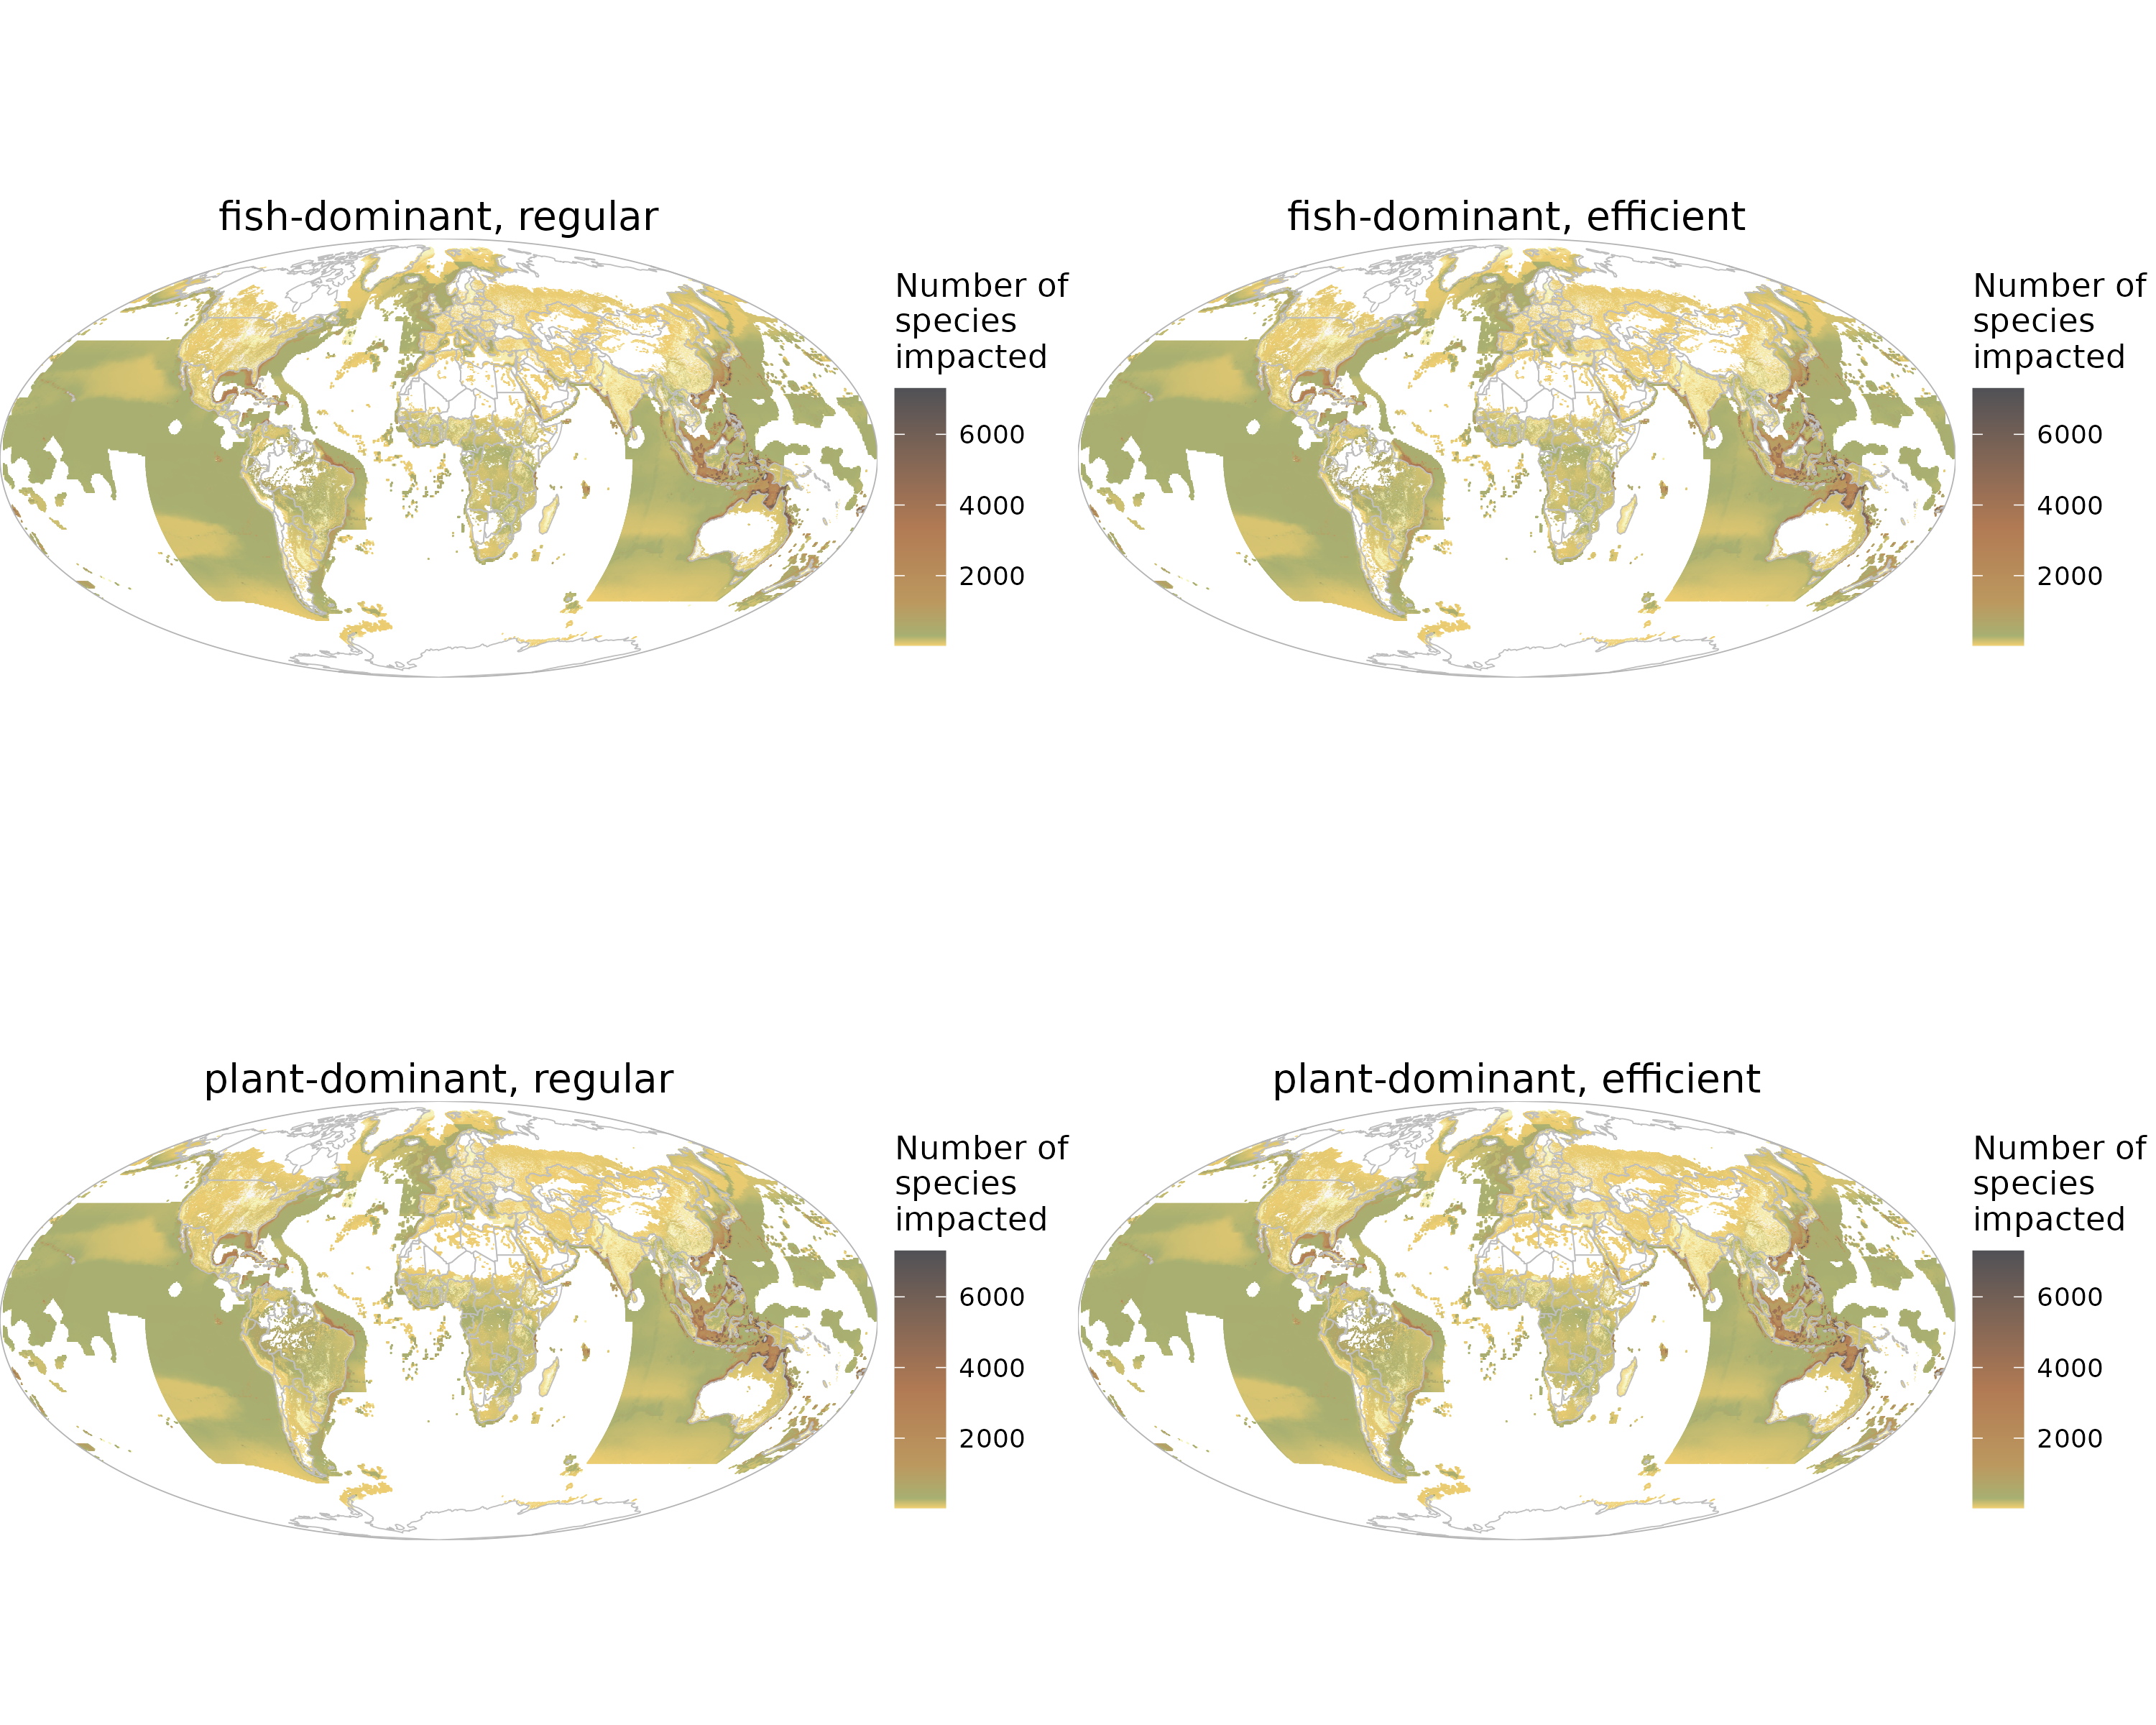 fish-dominant, regular
Number of
species
impacted
6000
4000
2000
fish-dominant, efficient
Number of
species
impacted
6000
4000
2000
plant-dominant, regular
Number of
species
impacted
6000
4000
2000
plant-dominant, efficient
Number of
species
impacted
6000
4000
2000